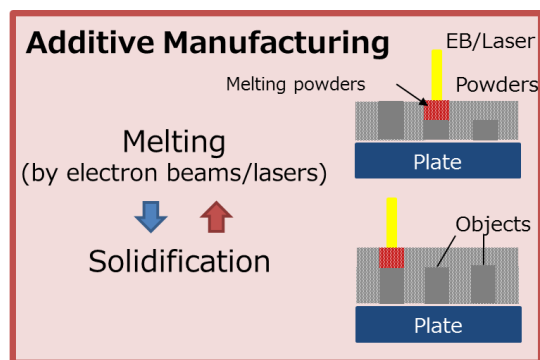 Additive Manufacturing
EB/Laser
Melting powders
Powders
Melting
(by electron beams/lasers)
Plate
Solidification
Objects
Plate